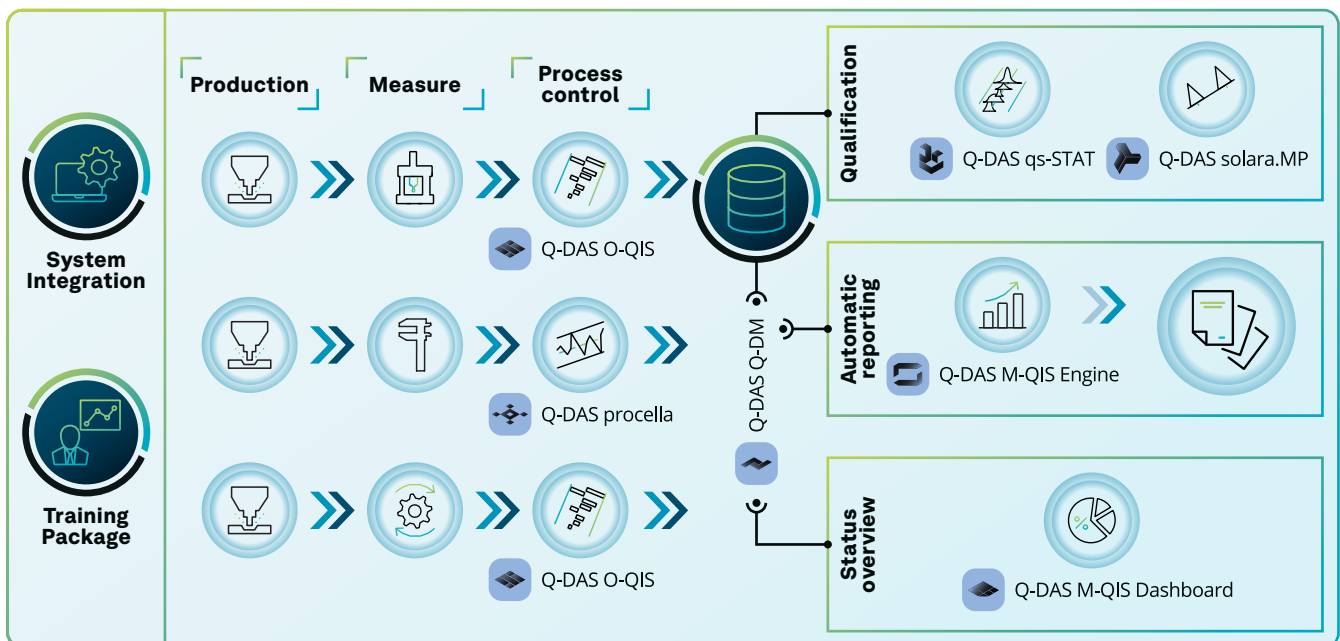 System
Integration
Training
Package
Production
Measure
Process
control
Q-DAS O-QIS
Q-DAS procella
Q-DAS O-QIS
Q-DAS Q-DM
Qualification
Q-DAS qs-STAT
Q-DAS solara.MP
Automatic
reporting
Q-DAS M-QIS Engine
Status
overview
%
Q-DAS M-QIS Dashboard